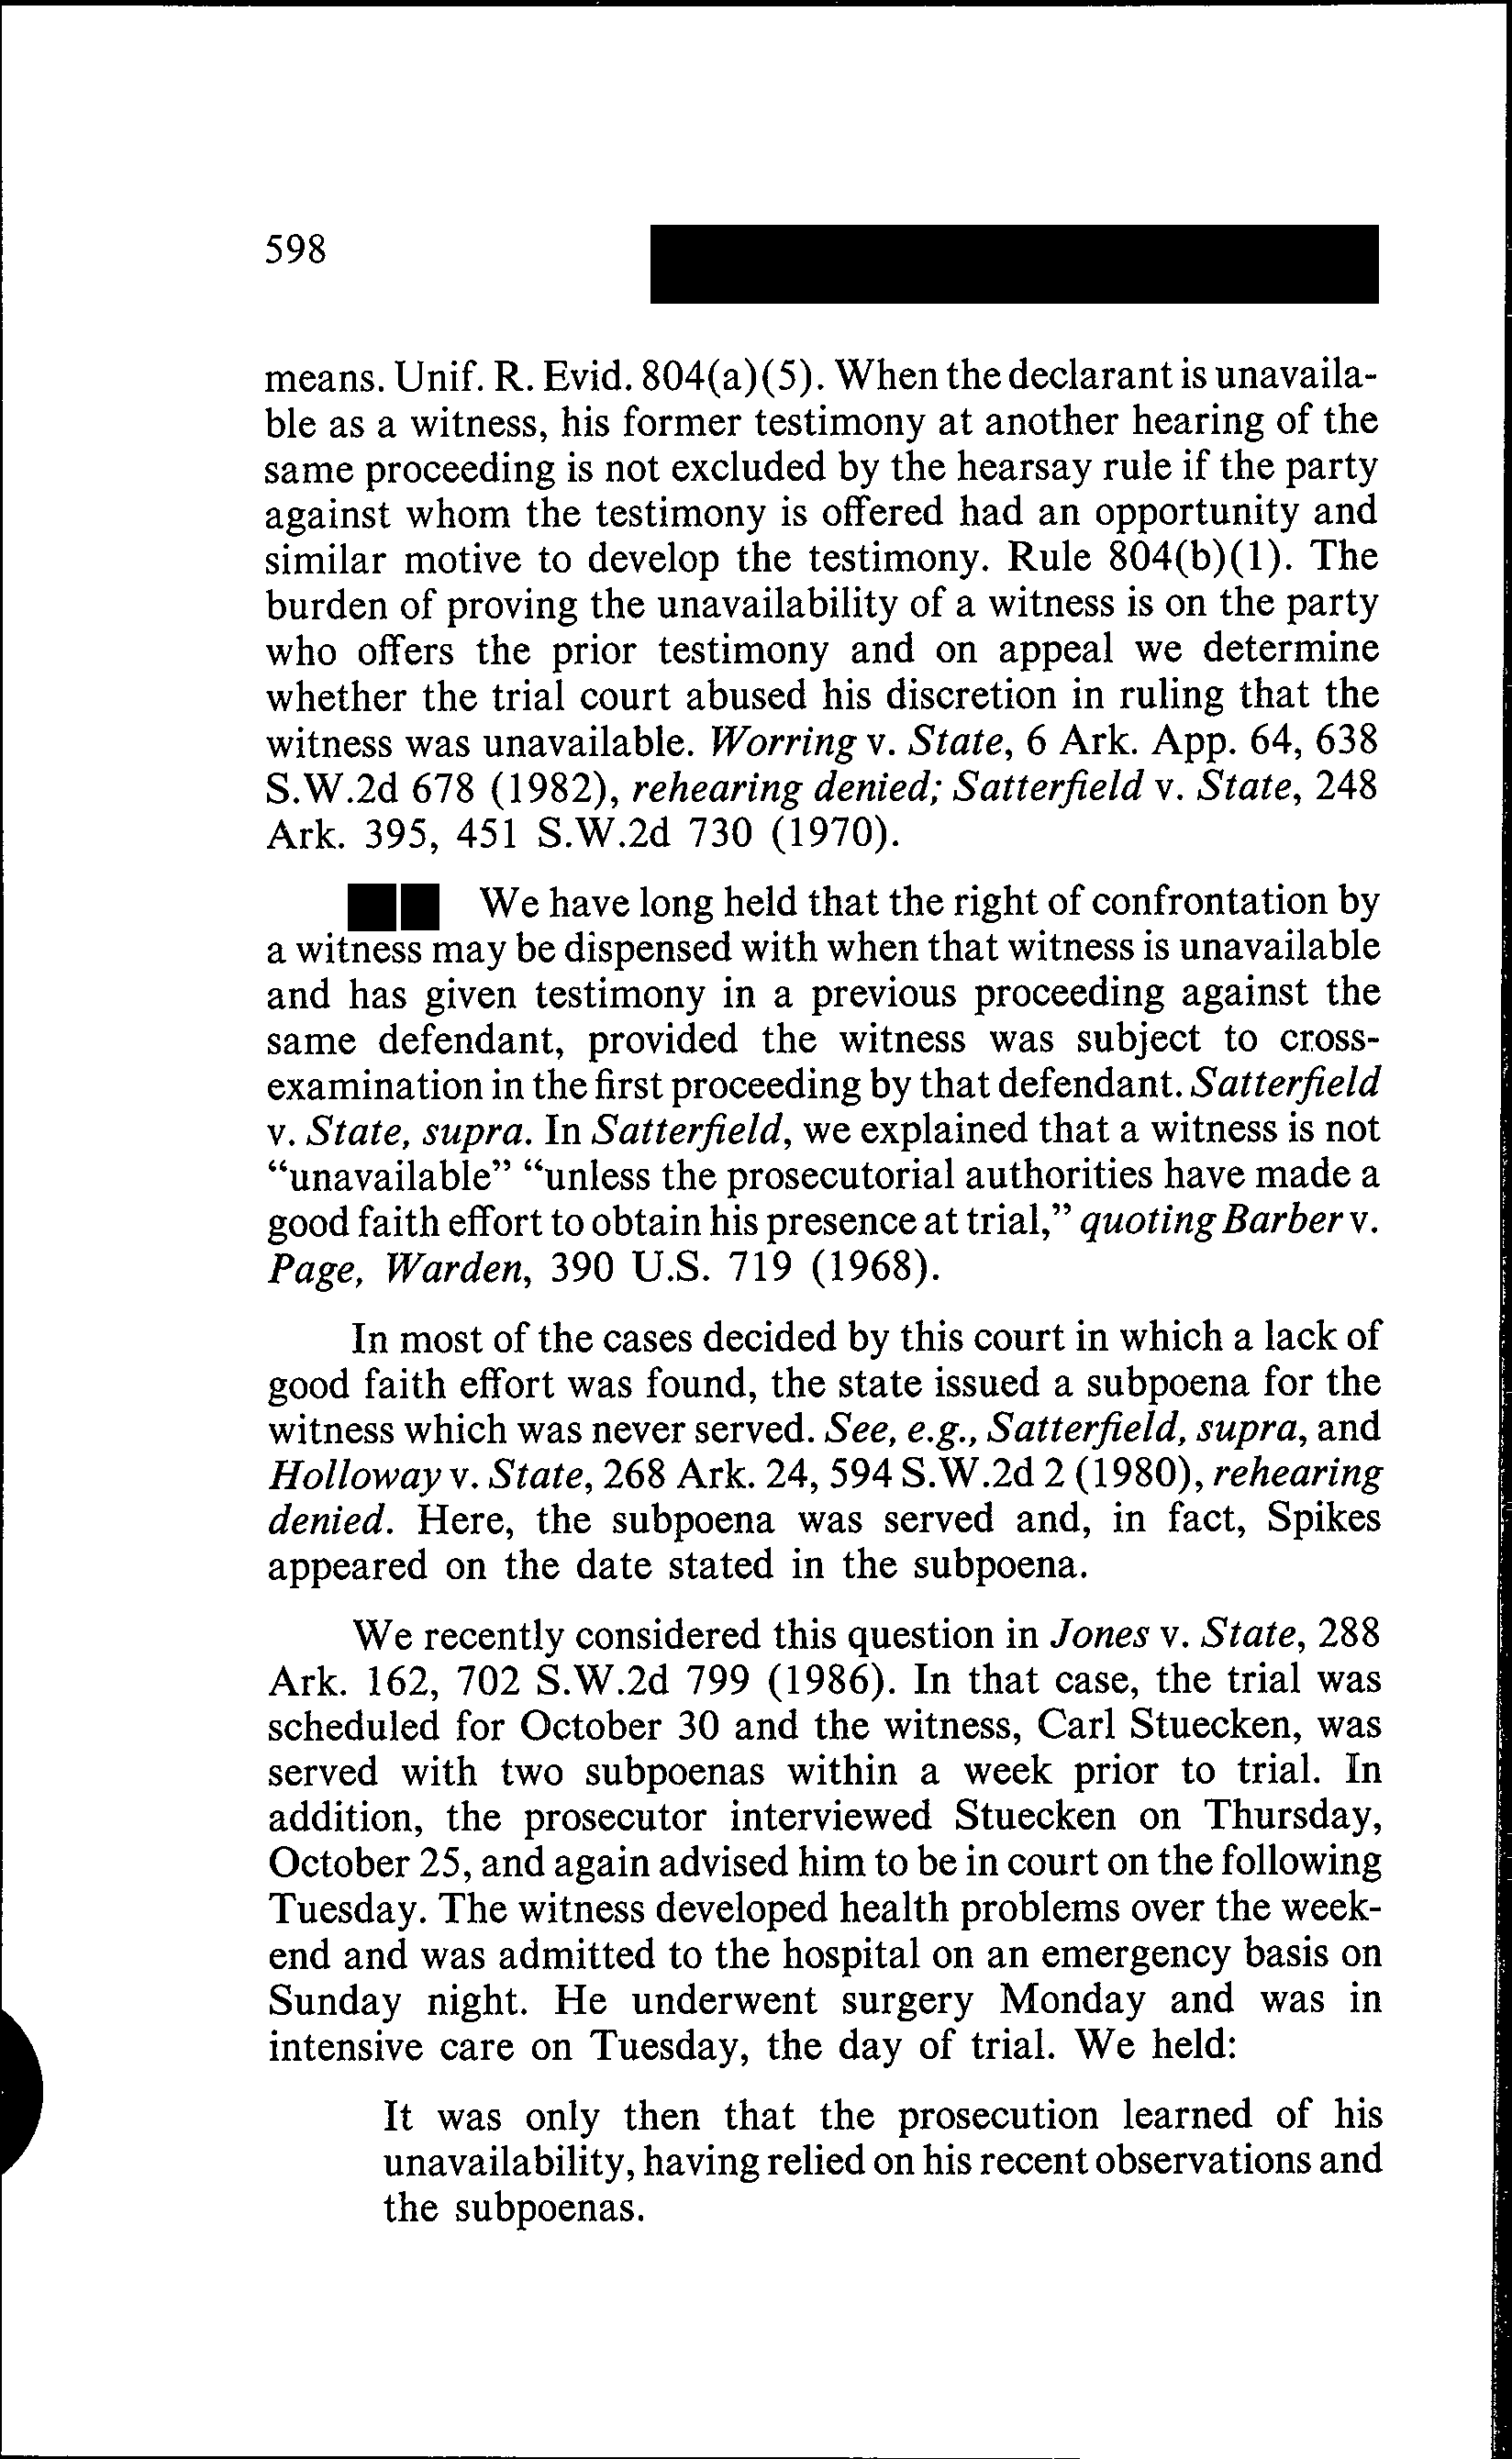 598
means. Unif. R. Evid. 804(a)(5). When the declarant is unavaila-
ble as a witness, his former testimony at another hearing of the
same proceeding is not excluded by the hearsay rule if the party
against whom the testimony is offered had an opportunity and
similar motive to develop the testimony. Rule 804(b)(1). The
burden of proving the unavailability of a witness is on the party
who offers the prior testimony and on appeal we determine
whether the trial court abused his discretion in ruling that the
witness was unavailable. Worring v. State, 6 Ark. App. 64, 638
S.W.2d 678 (1982), rehearing denied; Satterfield v. State, 248
Ark. 395, 451 S.W.2d 730 (1970).
We have long held that the right of confrontation by
a witness may be dispensed with when that witness is unavailable
and has given testimony in a previous proceeding against the
same defendant, provided the witness was subject to cross-
examination in the first proceeding by that defendant. Satterfield
v. State, supra. In Satterfield, we explained that a witness is not
“unavailable” “unless the prosecutorial authorities have made a
good faith effort to obtain his presence at trial,” quoting Barber v.
Page, Warden, 390 U.S. 719 (1968).
In most of the cases decided by this court in which a lack of
good faith effort was found, the state issued a subpoena for the
witness which was never served. See, e.g., Satterfield, supra, and
Holloway v. State, 268 Ark. 24, 594 S.W.2d 2 (1980), rehearing
denied. Here, the subpoena was served and, in fact, Spikes
appeared on the date stated in the subpoena.
We recently considered this question in Jones v. State, 288
Ark. 162, 702 S.W.2d 799 (1986). In that case, the trial was
scheduled for October 30 and the witness, Carl Stuecken, was
served with two subpoenas within a week prior to trial. In
addition, the prosecutor interviewed Stuecken on Thursday,
October 25, and again advised him to be in court on the following
Tuesday. The witness developed health problems over the week-
end and was admitted to the hospital on an emergency basis on
Sunday night. He underwent surgery Monday and was in
intensive care on Tuesday, the day of trial. We held:
It was only then that the prosecution learned of his
unavailability, having relied on his recent observations and
the subpoenas.